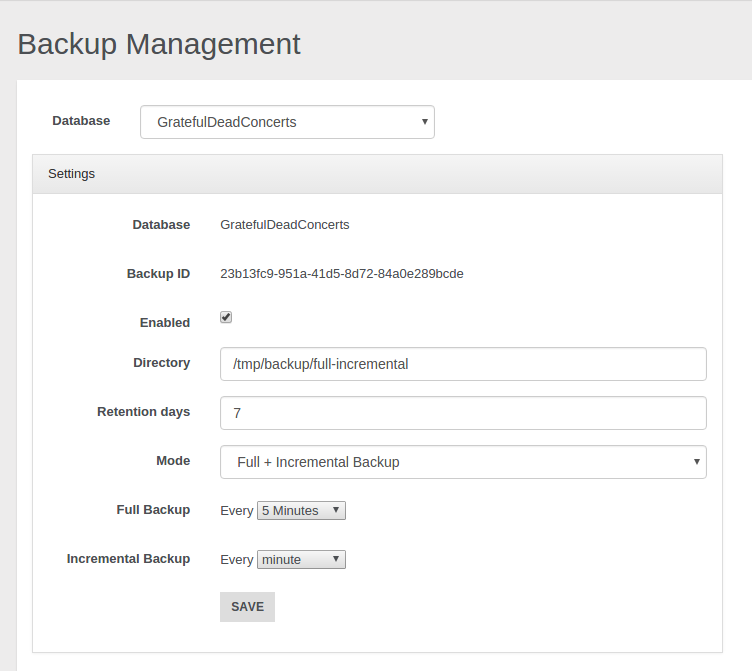 Backup Management
Database GratefulDeadConcerts
Settings
Database GratefulDeadConcerts
Backup ID 23b13fc9-951a-41d5-8d72-84a0e289bcde
Enabled
Directory /tmp/backup/full-incremental
Retention days 7
Mode Full + Incremental Backup
Full Backup Every 5 Minutes
Incremental Backup Every minute
SAVE